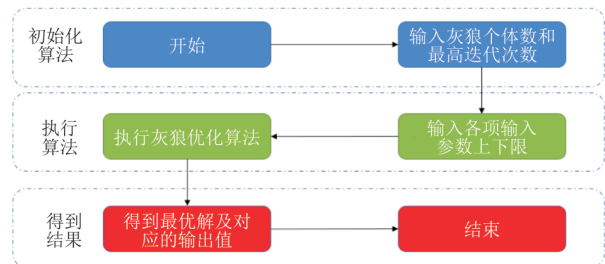 初始化
算法
开始
输入灰狼个体数和
最高迭代次数
执行
算法
执行灰狼优化算法
输入各项输入
参数上下限
得到
结果
得到最优解及对
应的输出值
结束